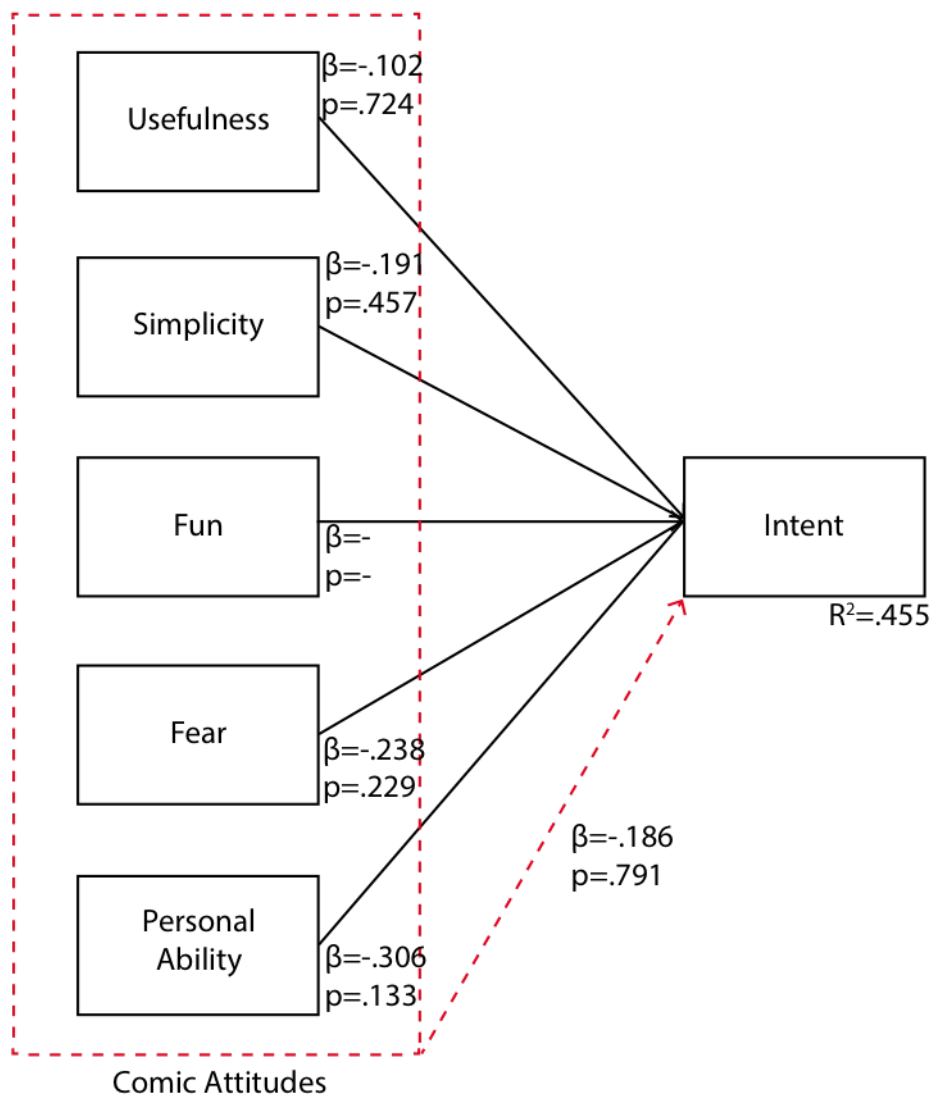 β=-.102
p=.724
Usefulness
β=-.191
p=.457
Simplicity
Fun
β=-
p=-
Intent
R²=.455
Fear
β=-.238
p=.229
β=-.186
p=.791
Personal
Ability
β=-.306
p=.133
Comic Attitudes